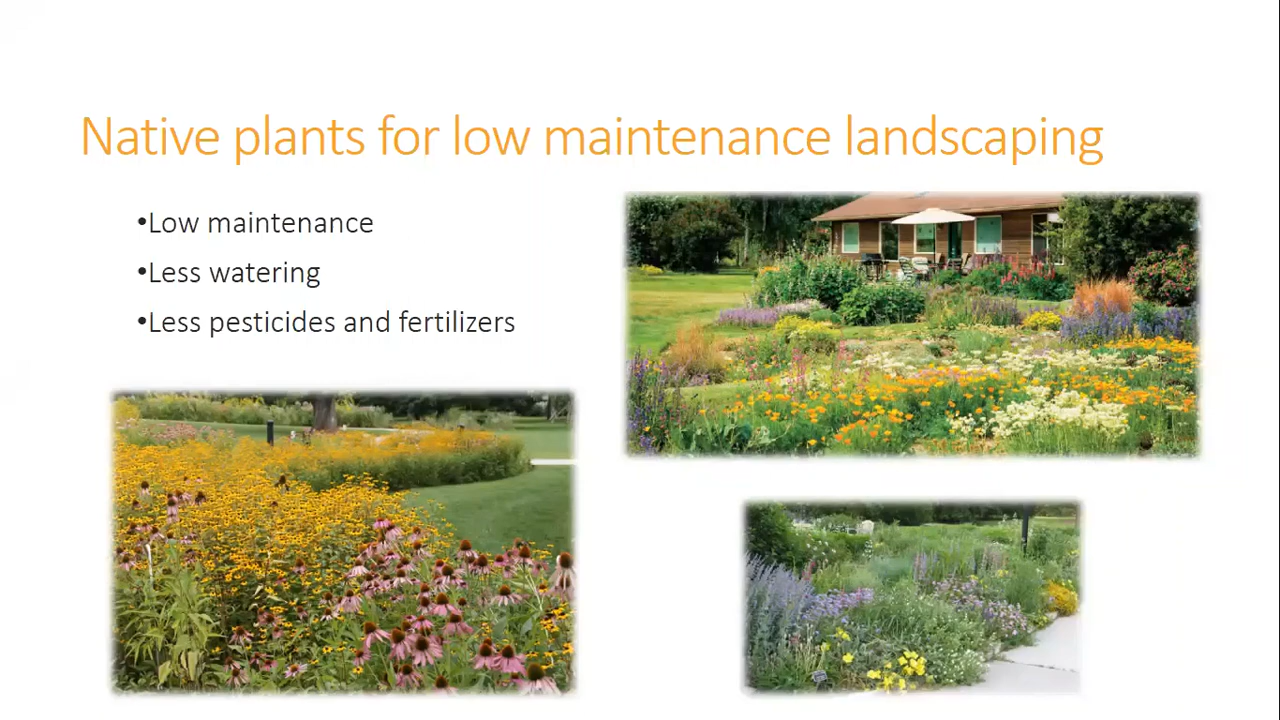 Native plants for low maintenance landscaping
•Low maintenance
•Less watering
•Less pesticides and fertilizers